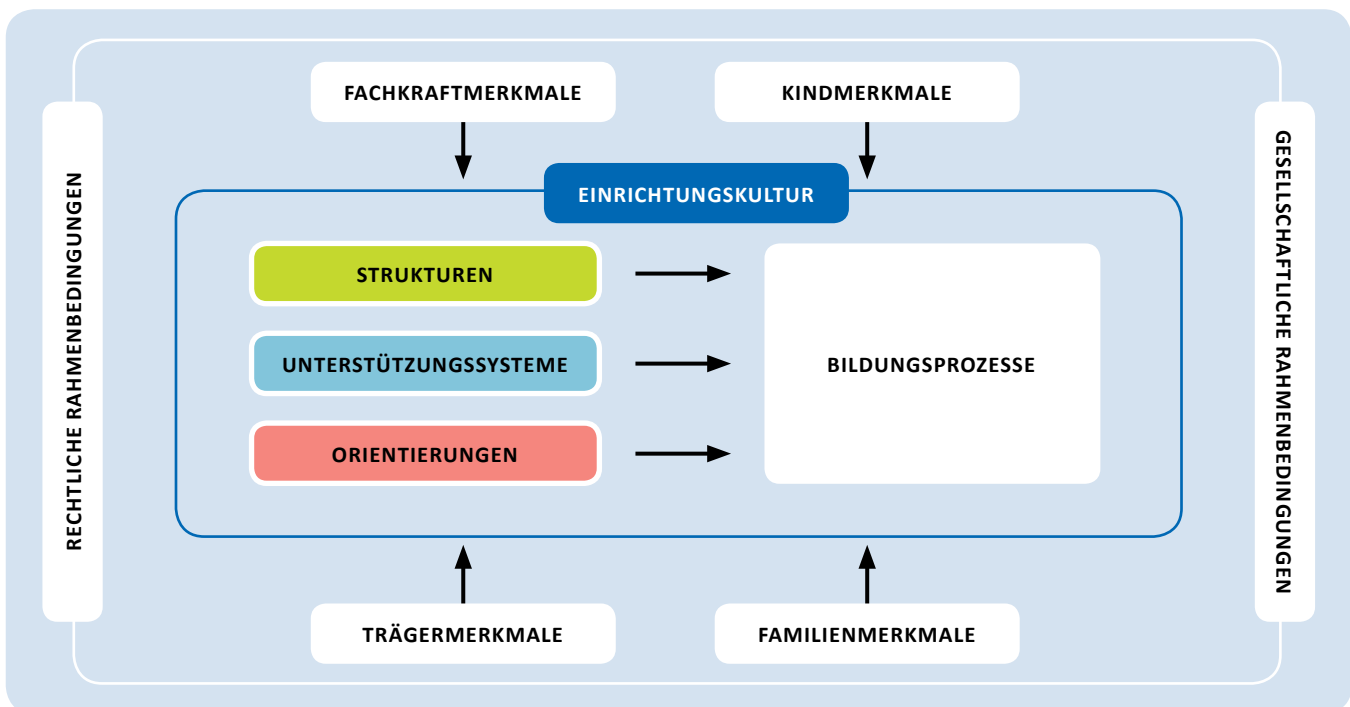 FACHKRAFTMERKMALE
KINDMERKMALE
RECHTLICHE RAHMENBEDINGUNGEN
GESELLSCHAFTLICHE RAHMENBEDINGUNGEN
EINRICHTUNGSKULTUR
STRUKTUREN
UNTERSTÜTZUNGSSYSTEME
BILDUNGSPROZESSE
ORIENTIERUNGEN
TRÄGERMERKMALE
FAMILIENMERKMALE